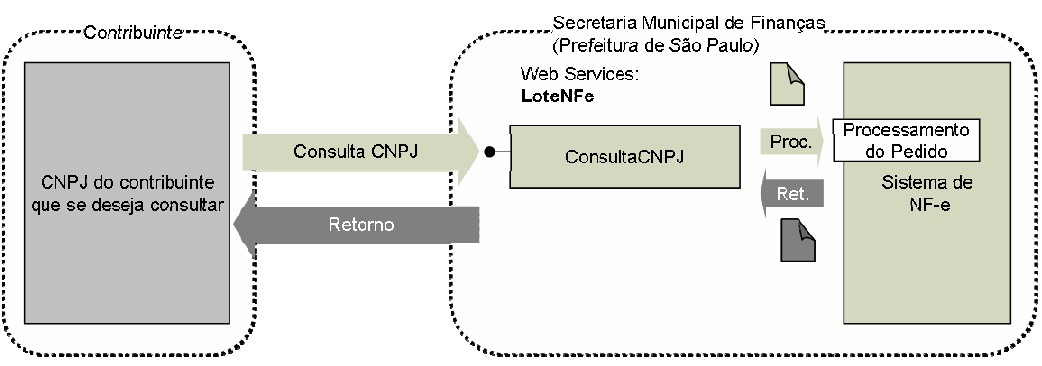 Contribuinte
Secretaria Municipal de Finanças
(Prefeitura de São Paulo)
Web Services:
LoteNFe
CNPJ do contribuinte
que se deseja consultar
Consulta CNPJ
Retorno
ConsultaCNPJ
Proc.
Ret.
Processamento
do Pedido
Sistema de
NF-e